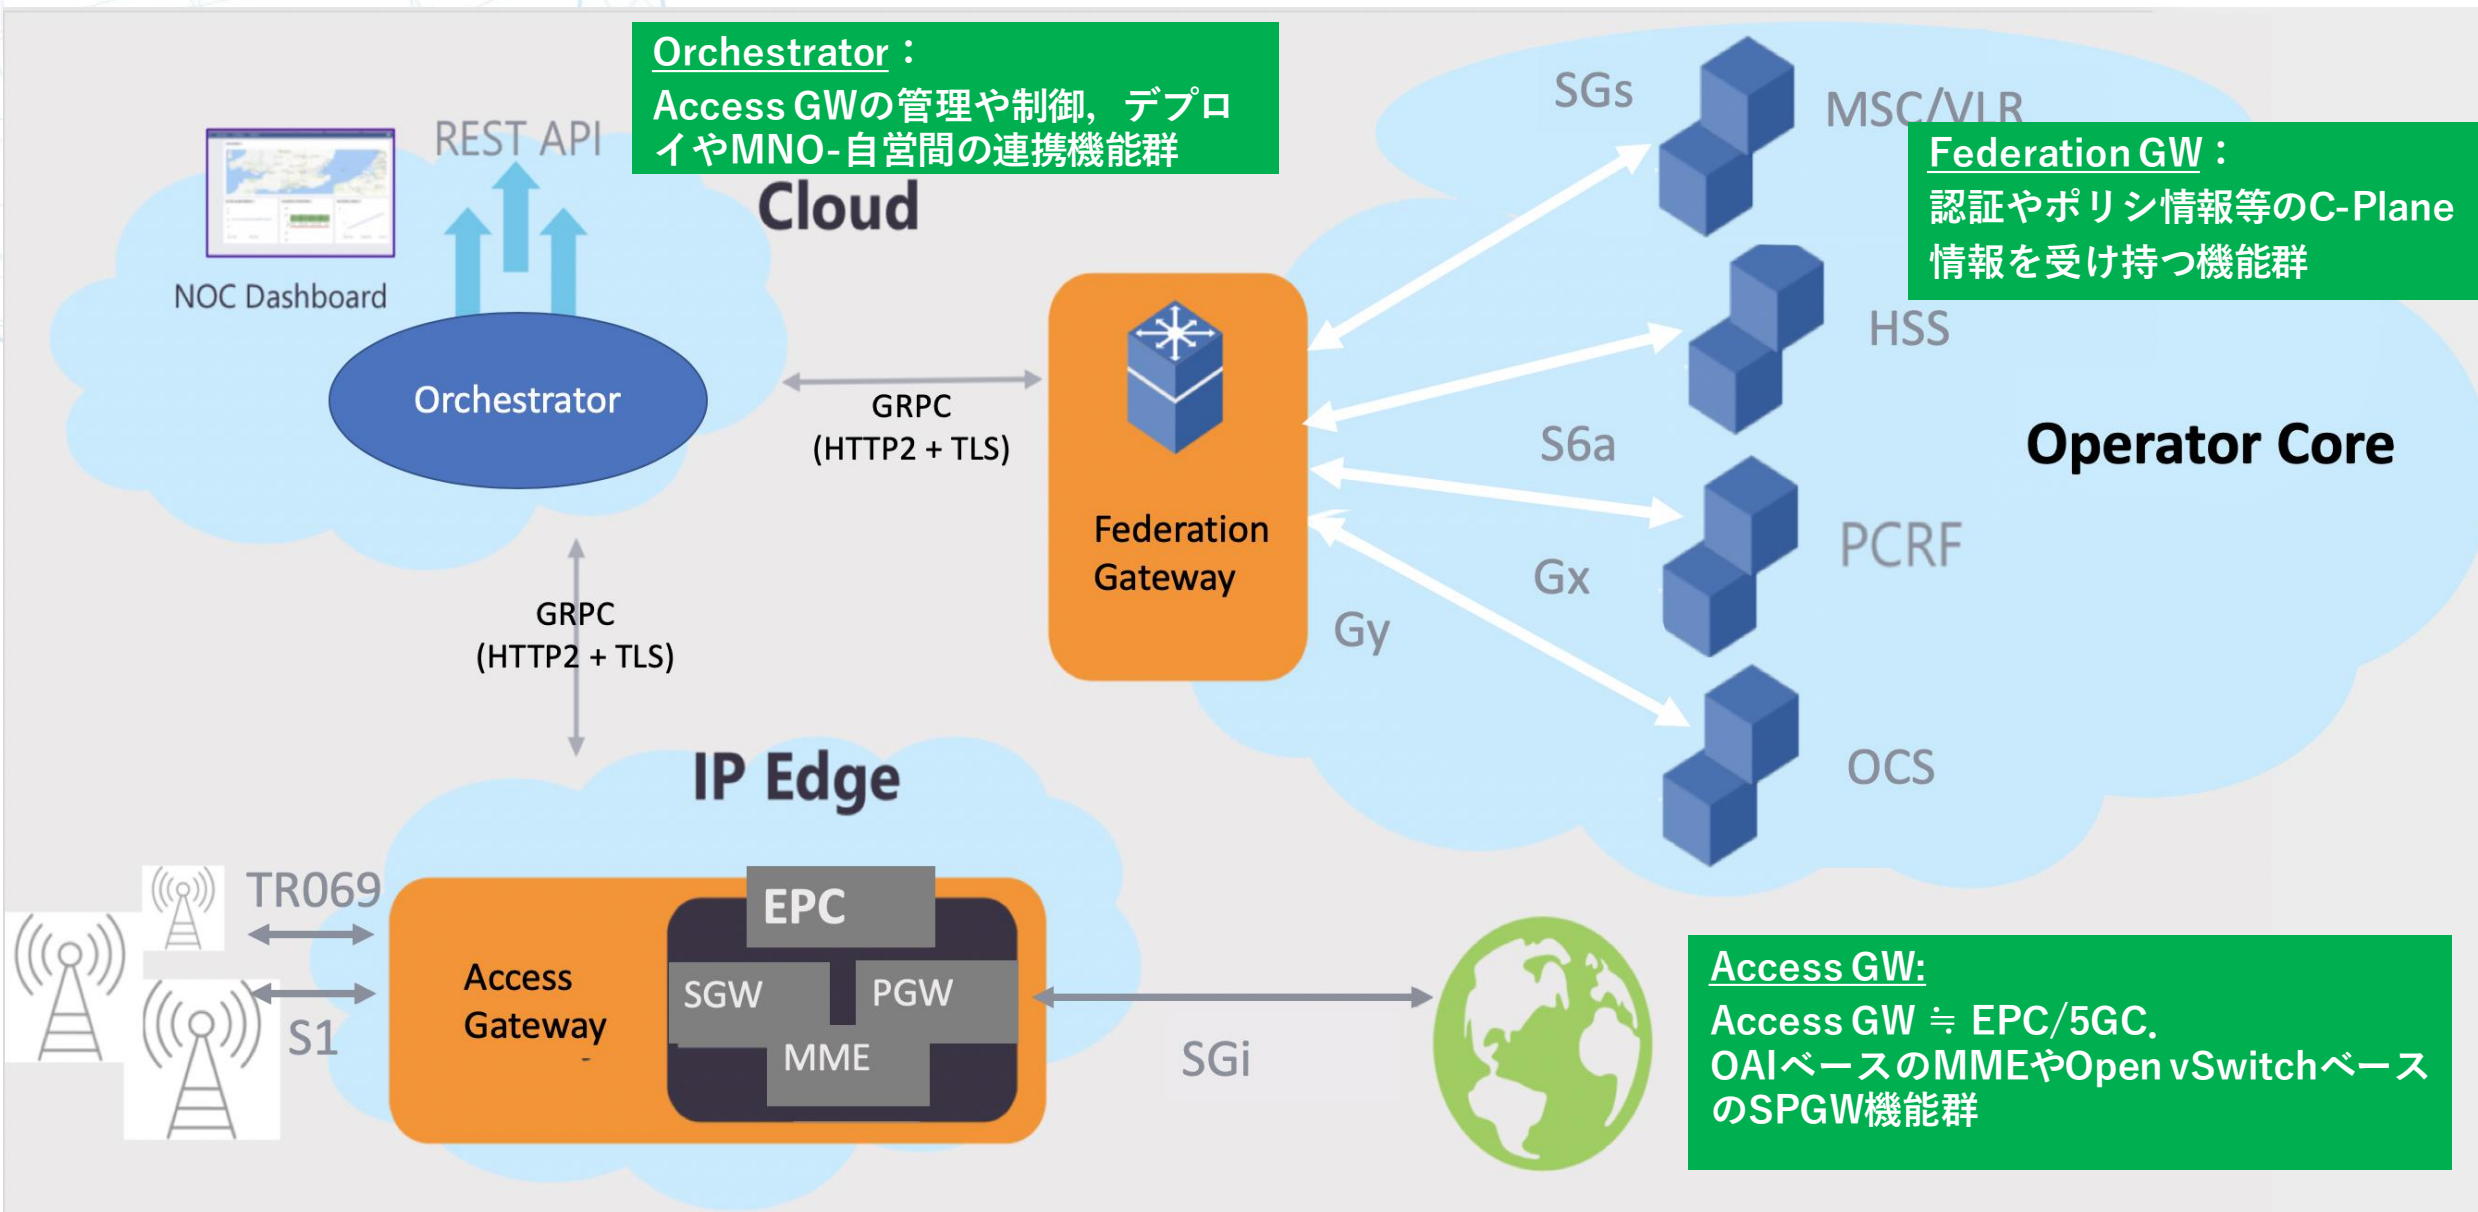 Orchestrator：
Access GWの管理や制御，デプロ
イやMNO-自営間の連携機能群
REST API
NOC Dashboard
Cloud
Orchestrator
GRPC
(HTTP2 + TLS)
GRPC
(HTTP2 + TLS)
Federation
Gateway
SGs
MSC/VLR
Federation GW：
認証やポリシ情報等のC-Plane
情報を受け持つ機能群
HSS
S6a
Operator Core
PCRF
Gx
Gy
OCS
IP Edge
TR069
S1
Access
Gateway
EPC
SGW
PGW
MME
SGi
Access GW:
Access GW ≒ EPC/5GC．
OAIベースのMMEやOpen vSwitchベース
のSPGW機能群